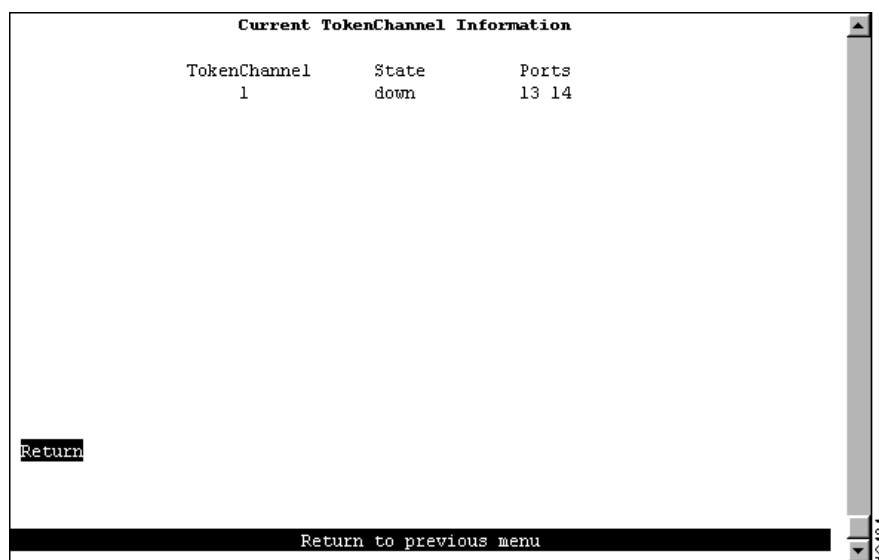 Current TokenChannel Information
TokenChannel State Ports
1 down 13 14
Return
Return to previous menu